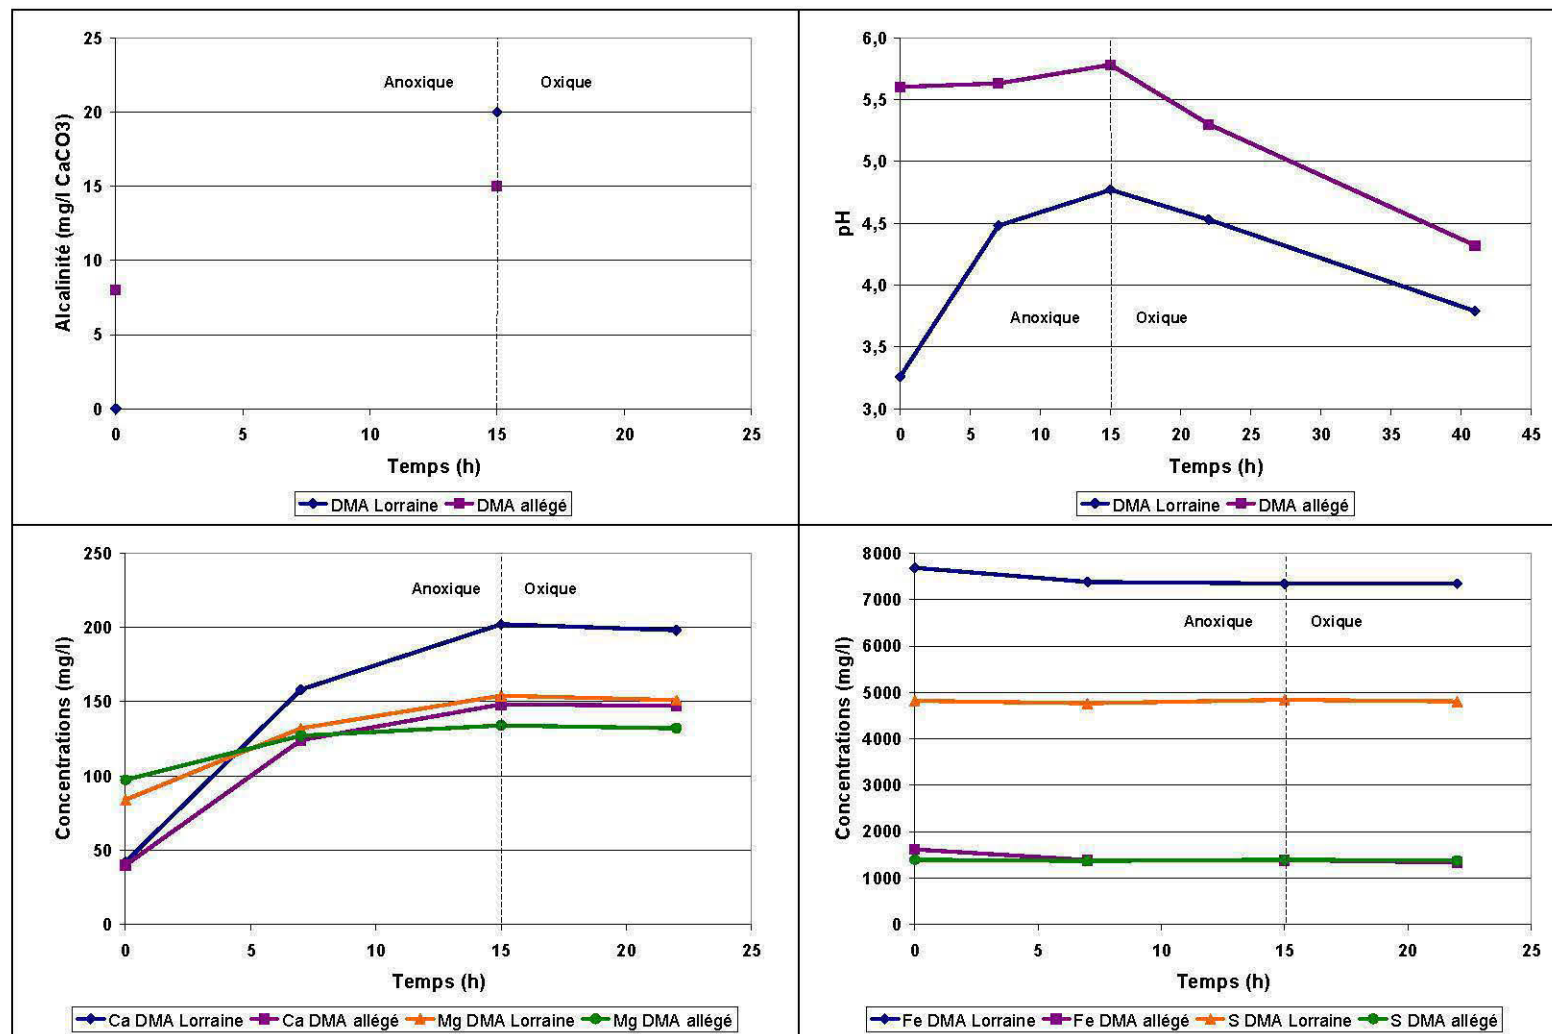 Alcalinité (mg/l CaCO3)
25
20
15
10
5
0
Anoxique
Oxique
0 5 10 15 20 25
Temps (h)
DMA Lorraine DMA allégé
pH
6,0
5,5
5,0
4,5
4,0
3,5
3,0
Anoxique
Oxique
0 5 10 15 20 25 30 35 40 45
Temps (h)
DMA Lorraine DMA allégé
Concentrations (mg/l)
250
200
150
100
50
0
Anoxique
Oxique
0 5 10 15 20 25
Temps (h)
Ca DMA Lorraine Ca DMA allégé Mg DMA Lorraine Mg DMA allégé
Concentrations (mg/l)
8000
7000
6000
5000
4000
3000
2000
1000
0
Anoxique
Oxique
0 5 10 15 20 25
Temps (h)
Fe DMA Lorraine Fe DMA allégé S DMA Lorraine S DMA allégé